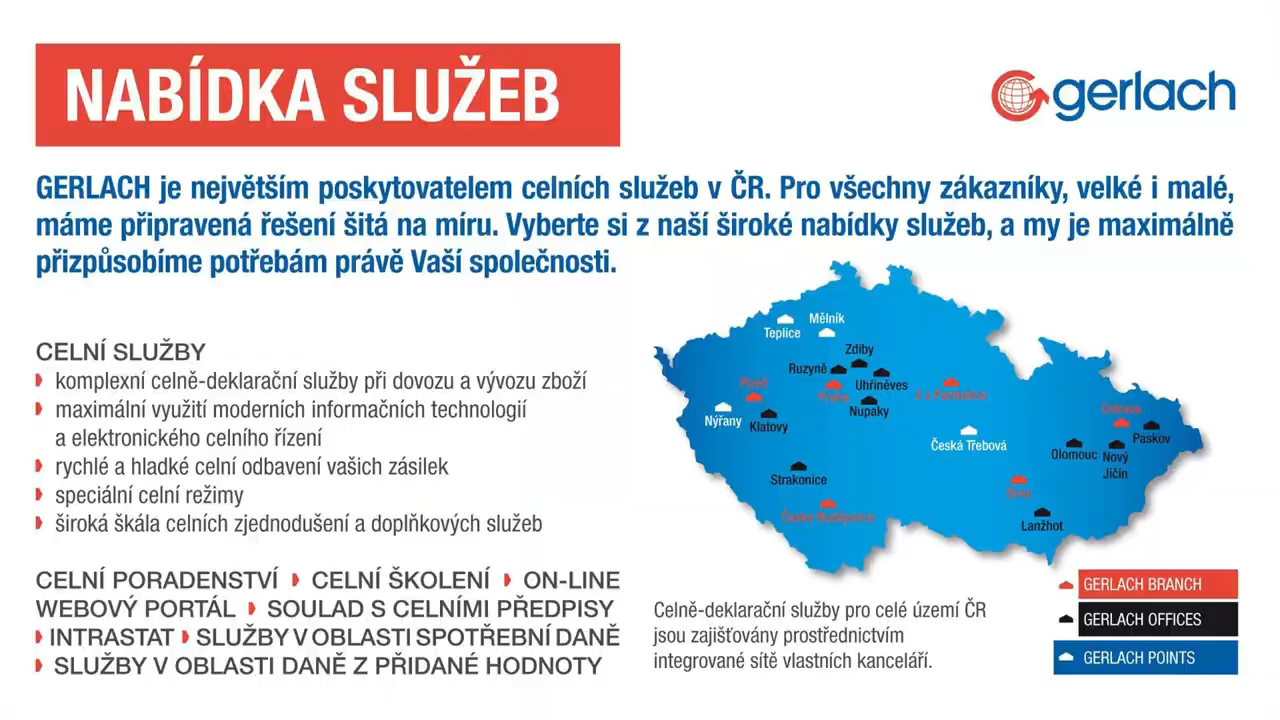 NABÍDKA SLUŽEB
gerlach
GERLACH je největším poskytovatelem celních služeb v ČR. Pro všechny zákazníky, velké i malé,
máme připravená řešení šitá na míru. Vyberte si z naší široké nabídky služeb, a my je maximálně
přizpůsobíme potřebám právě Vaší společnosti.
CELNÍ SLUŽBY
komplexní celně-deklarační služby při dovozu a vývozu zboží
maximální využití moderních informačních technologií
a elektronického celního řízení
rychlé a hladké celní odbavení vašich zásilek
speciální celní režimy
široká škála celních zjednodušení a doplňkových služeb
CELNÍ PORADENSTVÍ CELNÍ ŠKOLENÍ ON-LINE
WEBOVÝ PORTÁL SOULAD S CELNÍMI PŘEDPISY
INTRASTAT SLUŽBY V OBLASTI SPOTŘEBNÍ DANĚ
SLUŽBY V OBLASTI DANĚ Z PŘIDANÉ HODNOTY
Mělník
Teplice
Zdiby
Ruzyně
Uhříněves
Plzeň
Praha
2 x Pardubice
Nupaky
Nýřany
Klatovy
Ostrava
Česká Třebová
Paskov
Olomouc
Nový
Jičín
Strakonice
Brno
České Budějovice
Lanžhot
Celně-deklarační služby pro celé území ČR
jsou zajišťovány prostřednictvím
integrované sítě vlastních kanceláří.
GERLACH BRANCH
GERLACH OFFICES
GERLACH POINTS